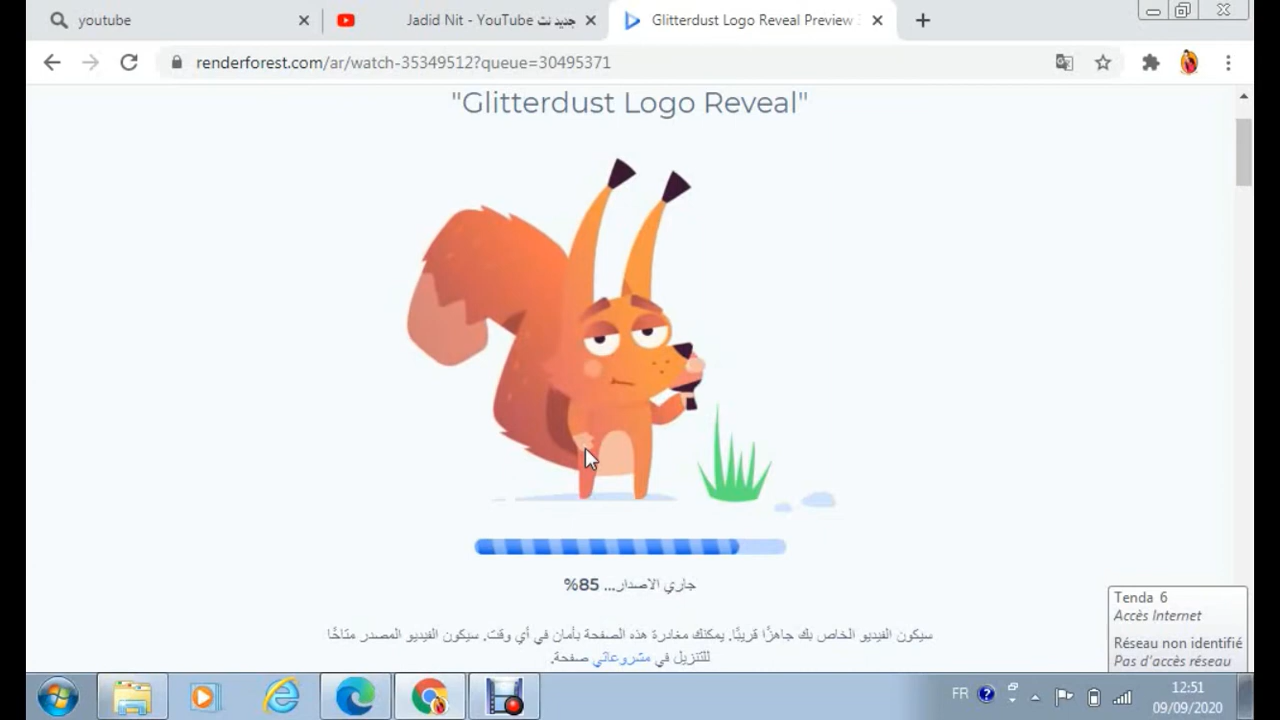 youtube
Jadid Nit - YouTube جديد نت
Glitterdust Logo Reveal Preview
renderforest.com/ar/watch-35349512?queue=30495371
"Glitterdust Logo Reveal"
جاري الاصدار... 85%
سيكون الفيديو الخاص بك جاهزًا قريبًا. يمكنك مغادرة هذه الصفحة بأمان في أي وقت. سيكون الفيديو المصدر متاحًا
للتنزيل في مشروعاتي صفحة.
Tenda 6
Accès Internet
Réseau non identifié
Pas d'accès réseau
FR
12:51
09/09/2020